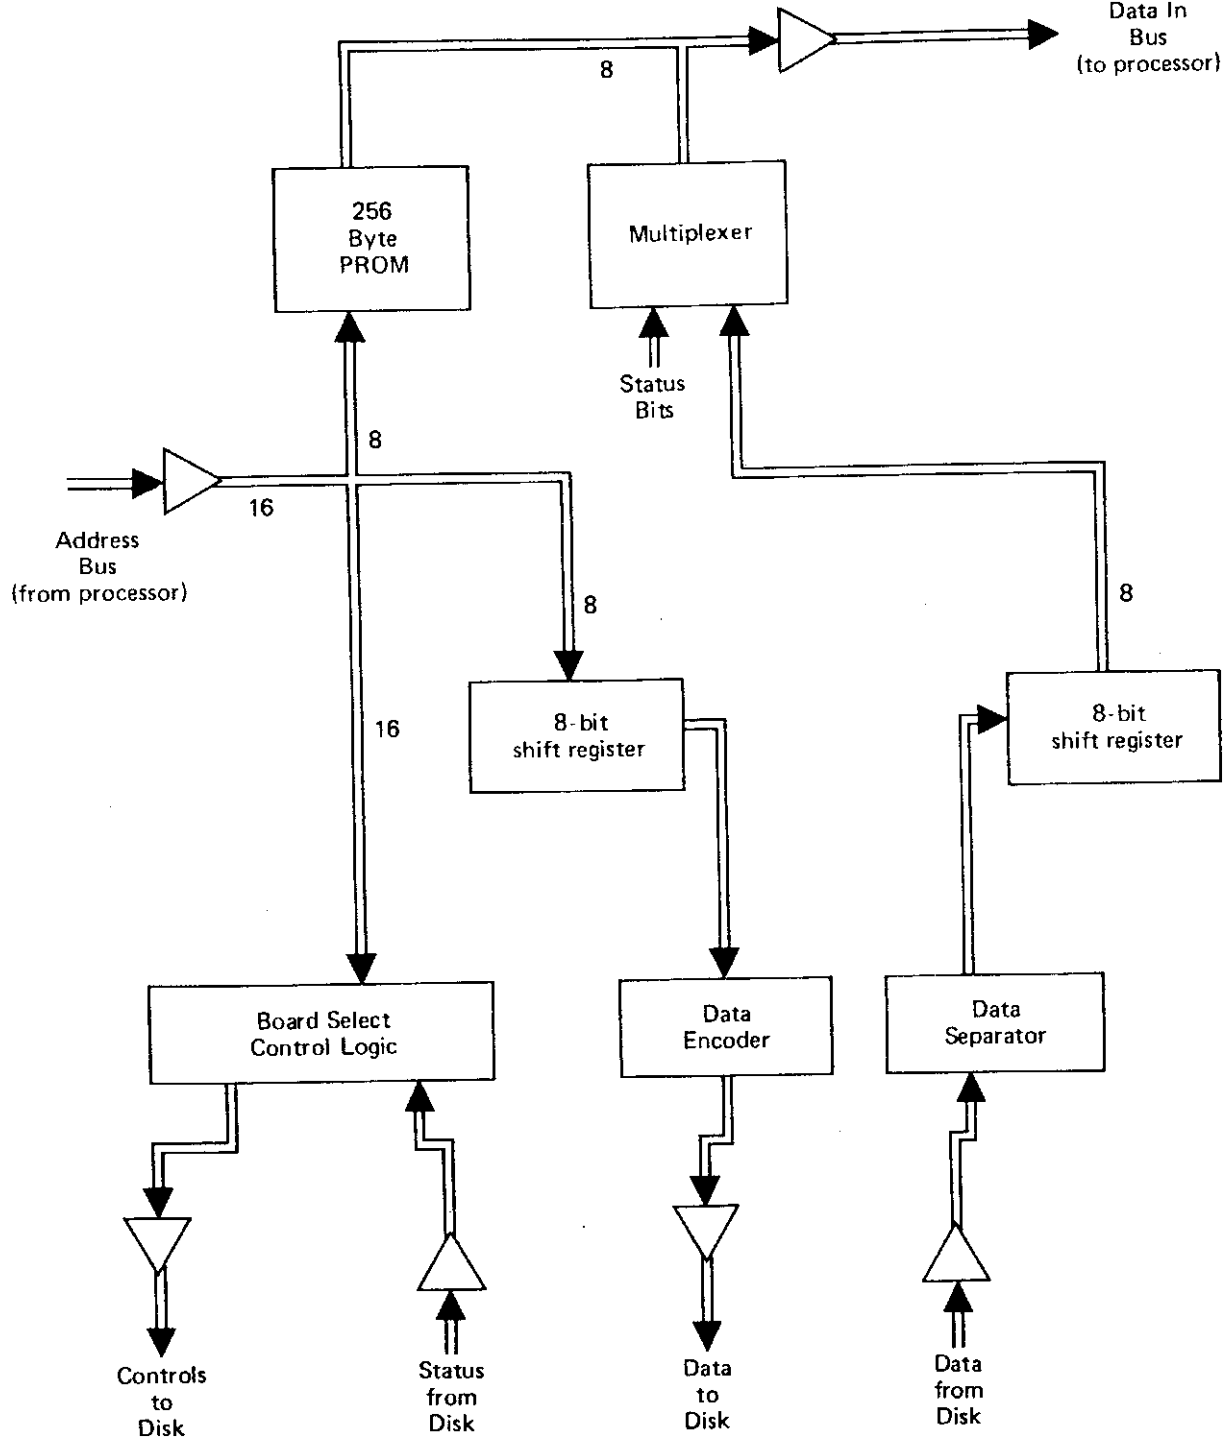 Data In
Bus
(to processor)
8
256
Byte
PROM
Multiplexer
Status
Bits
8
16
Address
Bus
(from processor)
8
8
16
8-bit
shift register
8-bit
shift register
Board Select
Control Logic
Data
Encoder
Data
Separator
Controls
to
Disk
Status
from
Disk
Data
to
Disk
Data
from
Disk